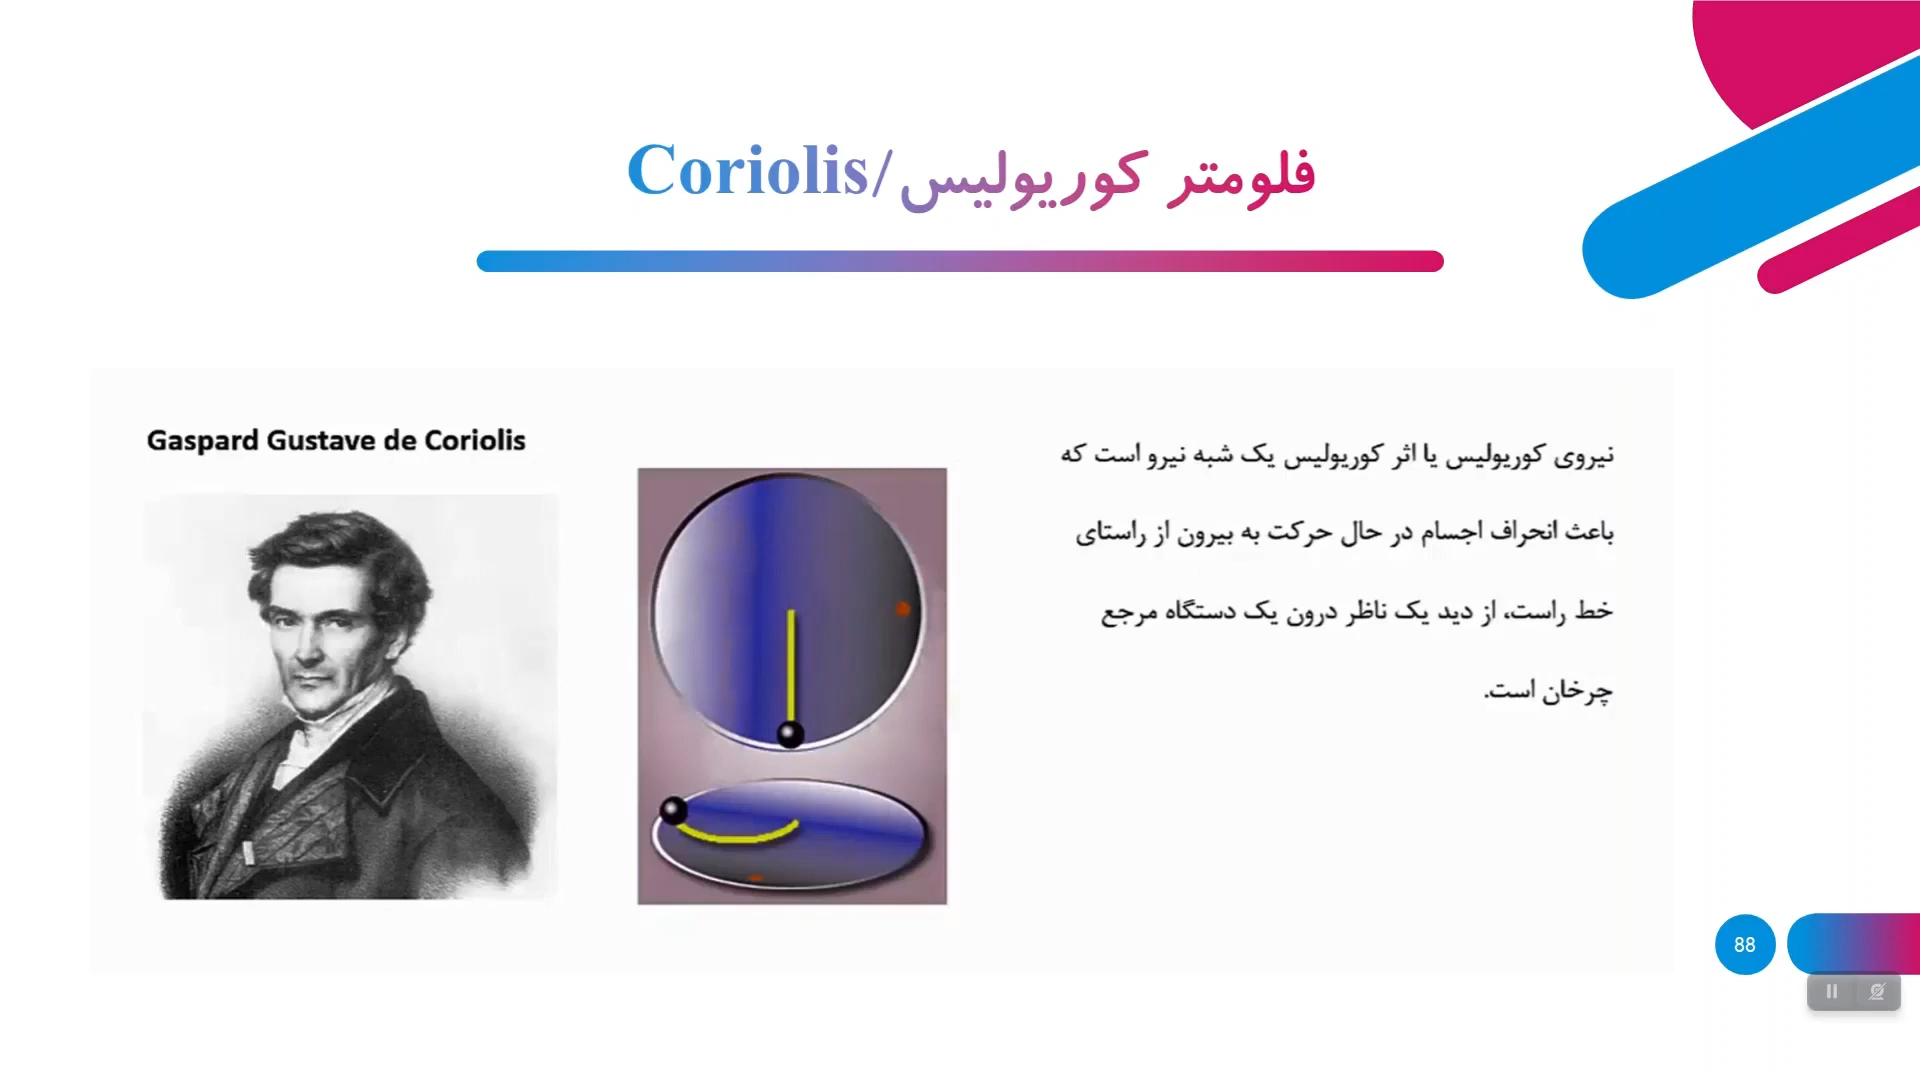 فلومتر کوریولیس/Coriolis
Gaspard Gustave de Coriolis
نیروی کوریولیس یا اثر کوریولیس یک شبه نیرو است که
باعث انحراف اجسام در حال حرکت به بیرون از راستای
خط راست، از دید یک ناظر درون یک دستگاه مرجع
چرخان است.
88